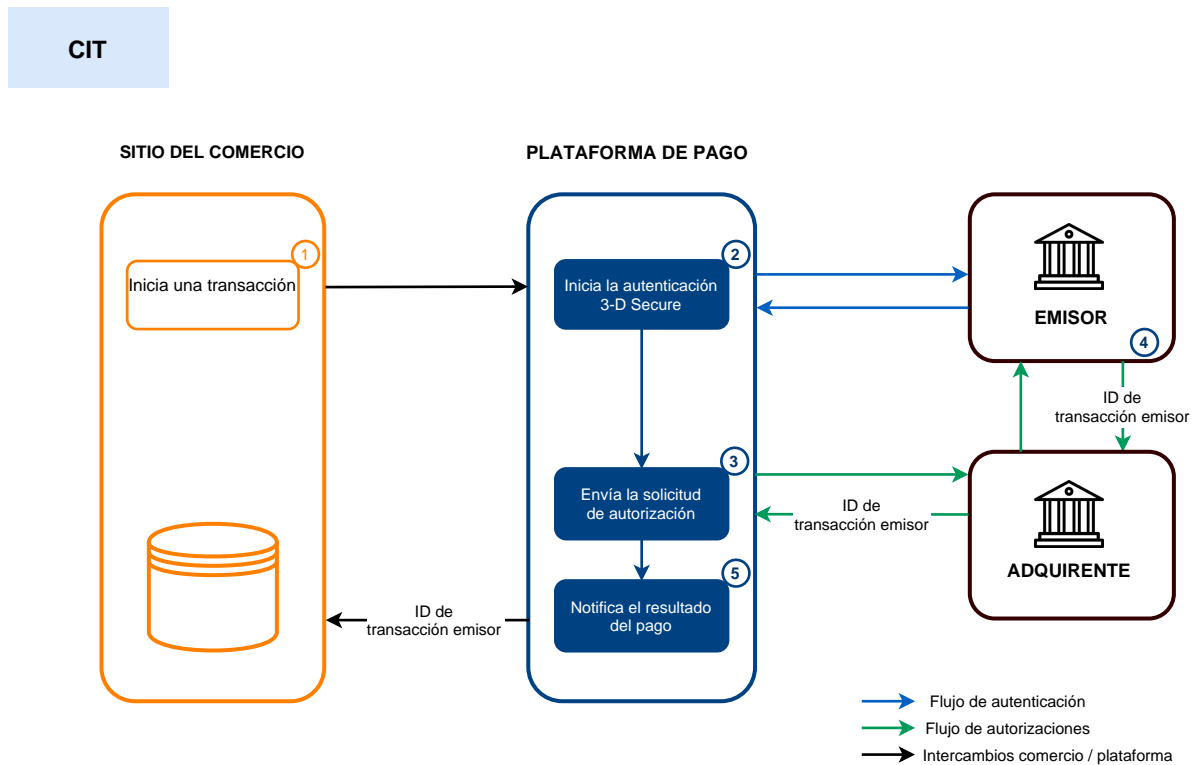 CIT
SITIO DEL COMERCIO
PLATAFORMA DE PAGO
1
Inicia una transacción
2
Inicia la autenticación
3-D Secure
EMISOR
4
ID de
transacción emisor
3
Envía la solicitud
de autorización
ID de
transacción emisor
ADQUIRENTE
5
Notifica el resultado
del pago
ID de
transacción emisor
Flujo de autenticación
Flujo de autorizaciones
Intercambios comercio / plataforma